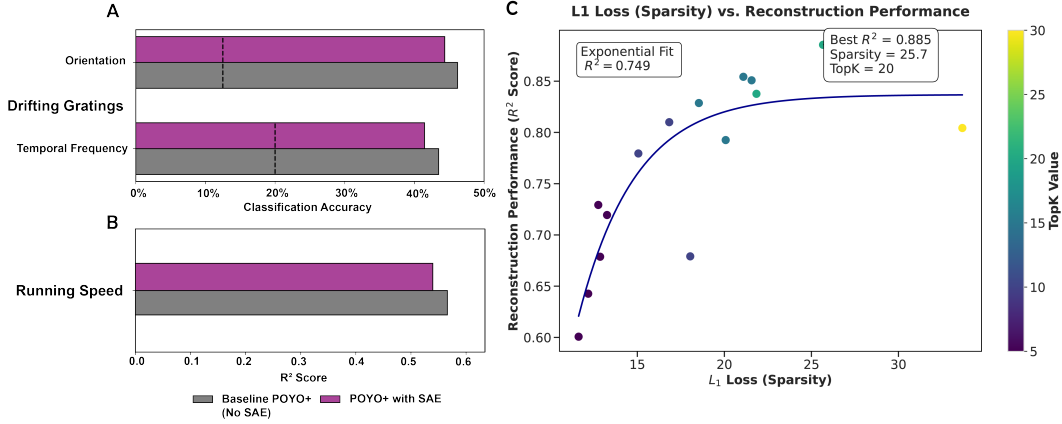 A
Orientation
Drifting Gratings
Temporal Frequency
0% 10% 20% 30% 40% 50%
Classification Accuracy
B
Running Speed
0.0 0.1 0.2 0.3 0.4 0.5 0.6
R² Score
Baseline POYO+ (No SAE)
POYO+ with SAE
C
L1 Loss (Sparsity) vs. Reconstruction Performance
Exponential Fit
R² = 0.749
Best R² = 0.885
Sparsity = 25.7
TopK = 20
Reconstruction Performance (R² Score)
0.85
0.80
0.75
0.70
0.65
0.60
15 20 25 30
L₁ Loss (Sparsity)
30
25
20
15
10
5
TopK Value